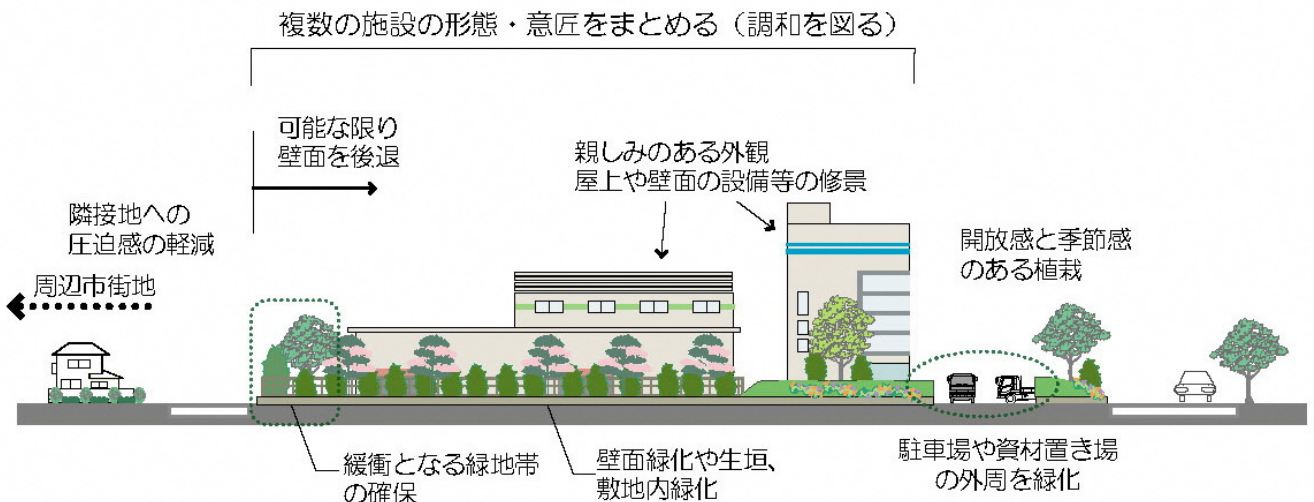 複数の施設の形態・意匠をまとめる（調和を図る）
可能な限り
壁面を後退
親しみのある外観
屋上や壁面の設備等の修景
隣接地への
圧迫感の軽減
開放感と季節感
のある植栽
周辺市街地
緩衝となる緑地帯
の確保
壁面緑化や生垣、
敷地内緑化
駐車場や資材置き場
の外周を緑化